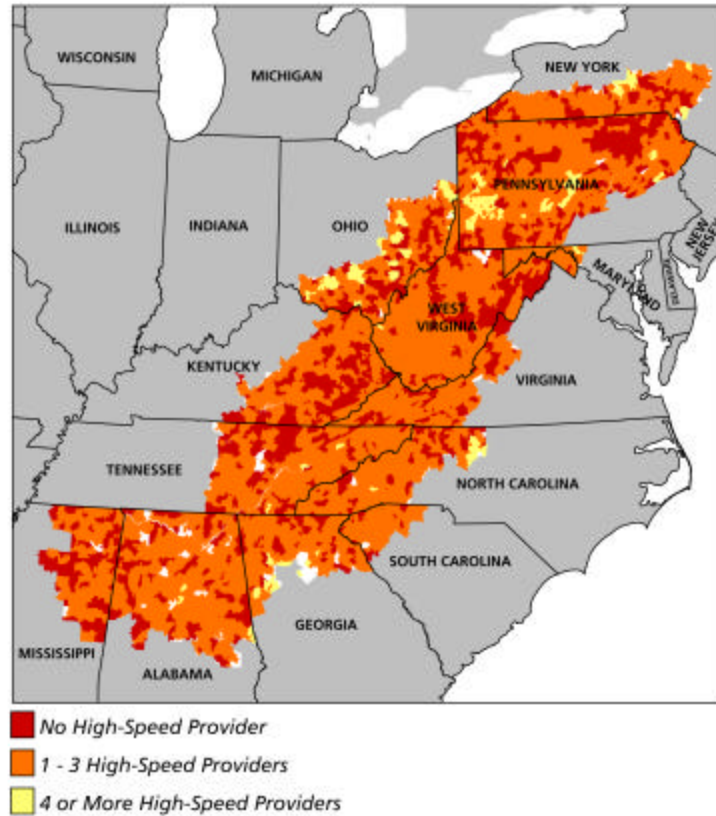 WISCONSIN
MICHIGAN
NEW YORK
PENNSYLVANIA
ILLINOIS
INDIANA
OHIO
NEW
JERSEY
MARYLAND
DELAWARE
WEST
VIRGINIA
KENTUCKY
VIRGINIA
TENNESSEE
NORTH CAROLINA
SOUTH CAROLINA
GEORGIA
MISSISSIPPI
ALABAMA
No High-Speed Provider
1 - 3 High-Speed Providers
4 or More High-Speed Providers